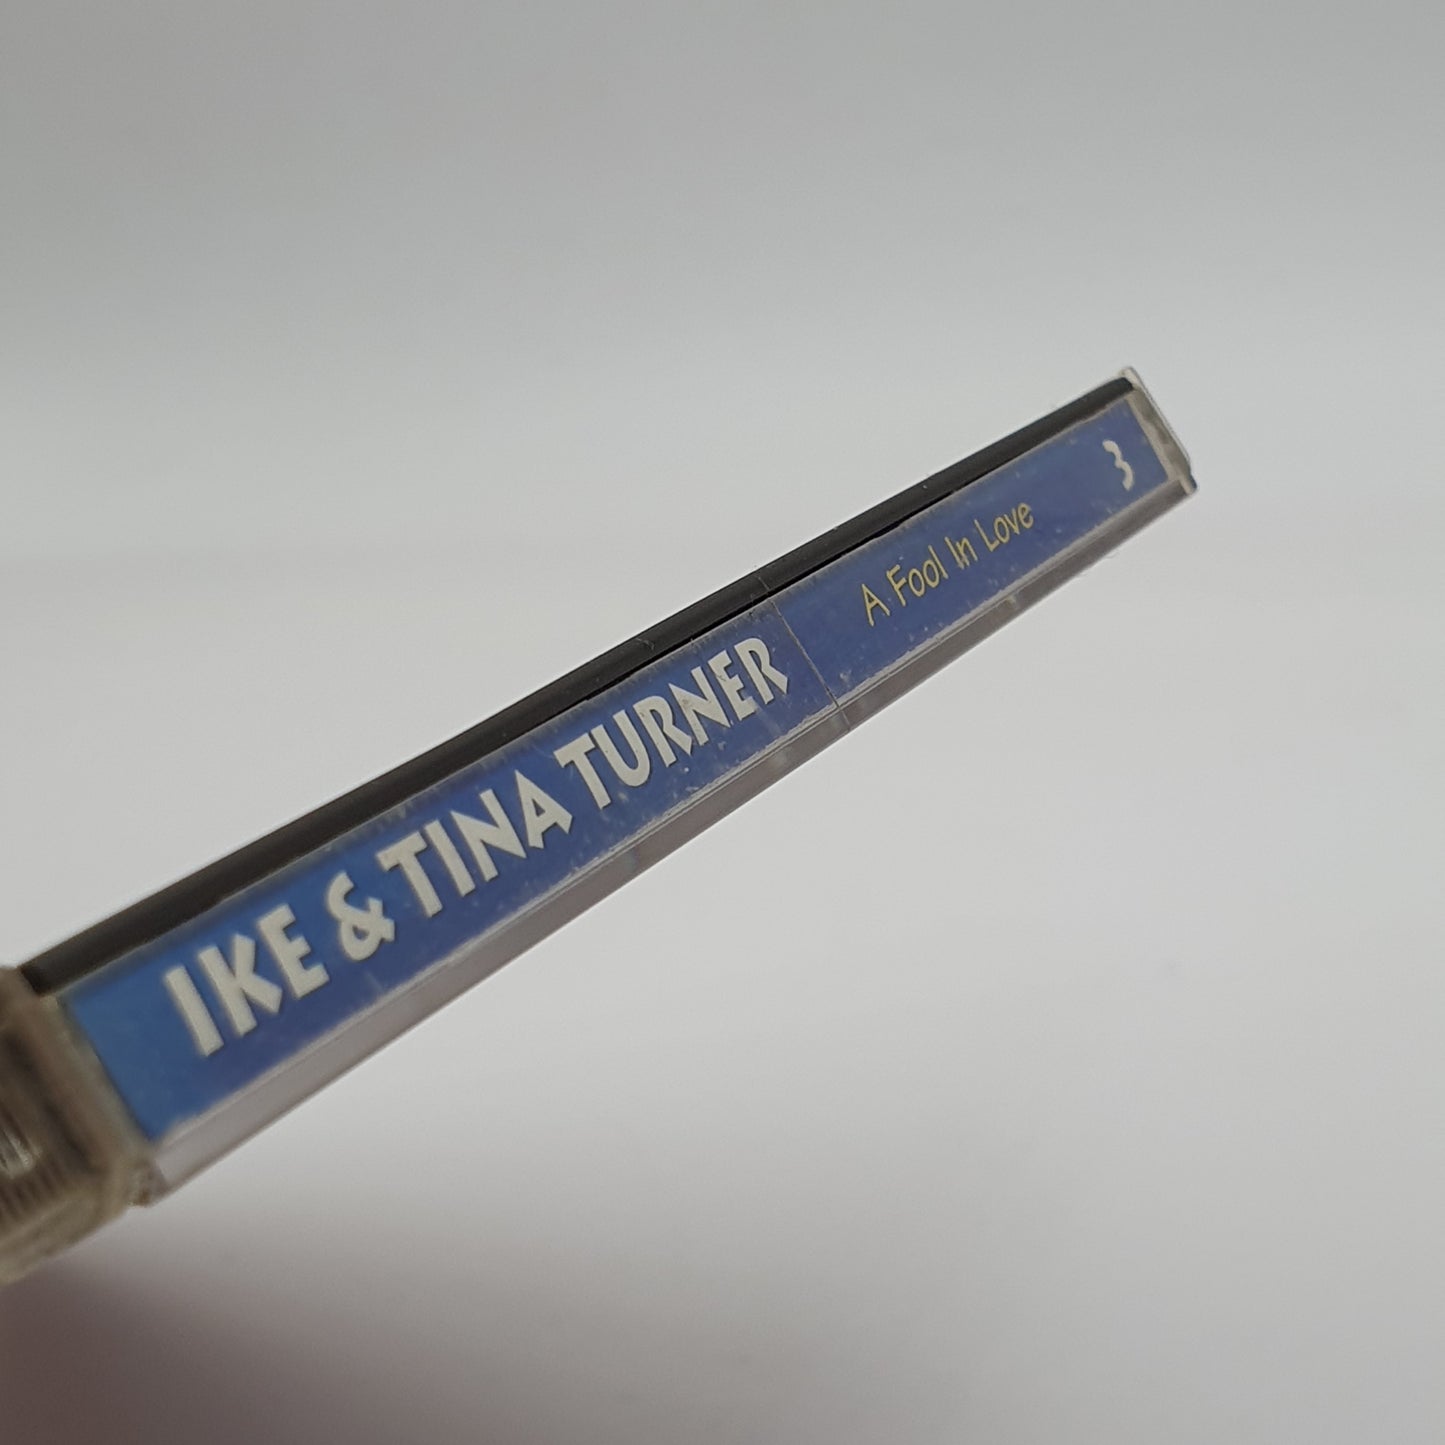 IKE & TINA TURNER
A Fool In Love
3